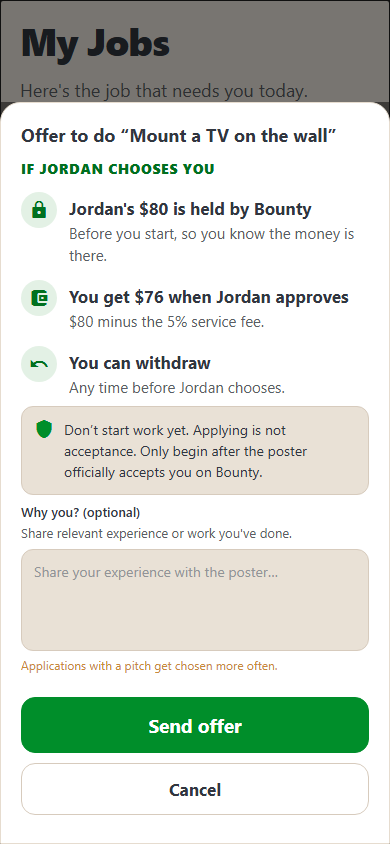 My Jobs
Here's the job that needs you today.
Offer to do “Mount a TV on the wall”
IF JORDAN CHOOSES YOU
Jordan's $80 is held by Bounty
Before you start, so you know the money is
there.
You get $76 when Jordan approves
$80 minus the 5% service fee.
You can withdraw
Any time before Jordan chooses.
Don’t start work yet. Applying is not
acceptance. Only begin after the poster
officially accepts you on Bounty.
Why you? (optional)
Share relevant experience or work you've done.
Share your experience with the poster...
Applications with a pitch get chosen more often.
Send offer
Cancel